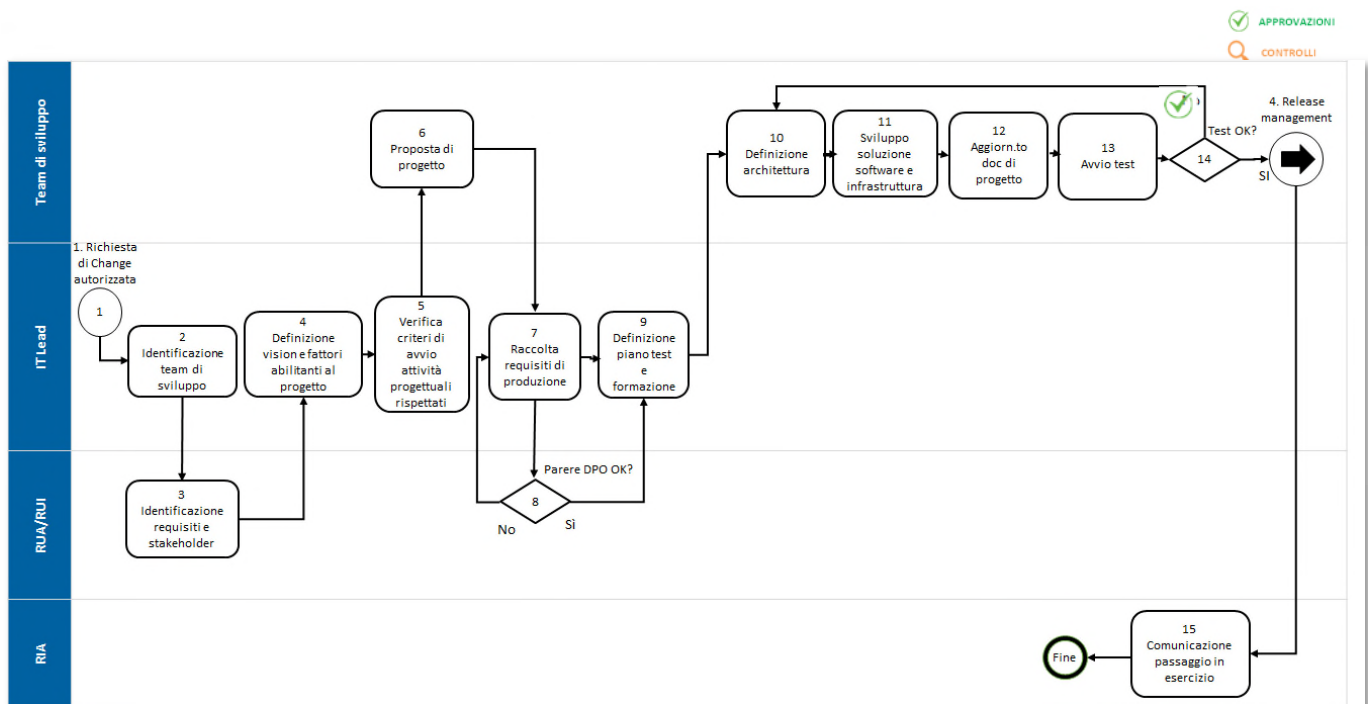 APPROVAZIONI
CONTROLLI
Team di sviluppo
6
Proposta di
progetto
10
Definizione
architettura
11
Sviluppo
soluzione
software e
infrastruttura
12
Aggiorn.to
doc di
progetto
13
Avvio test
Test OK?
14
SI
4. Release
management
IT Lead
1. Richiesta
di Change
autorizzata
1
2
Identificazione
team di
sviluppo
4
Definizione
vision e fattori
abilitanti al
progetto
5
Verifica
criteri di
avvio
attività
progettuali
rispettati
7
Raccolta
requisiti di
produzione
9
Definizione
piano test
e
formazione
RUA/RUI
3
Identificazione
requisiti e
stakeholder
Parere DPO OK?
8
No
Sì
RIA
Fine
15
Comunicazione
passaggio in
esercizio